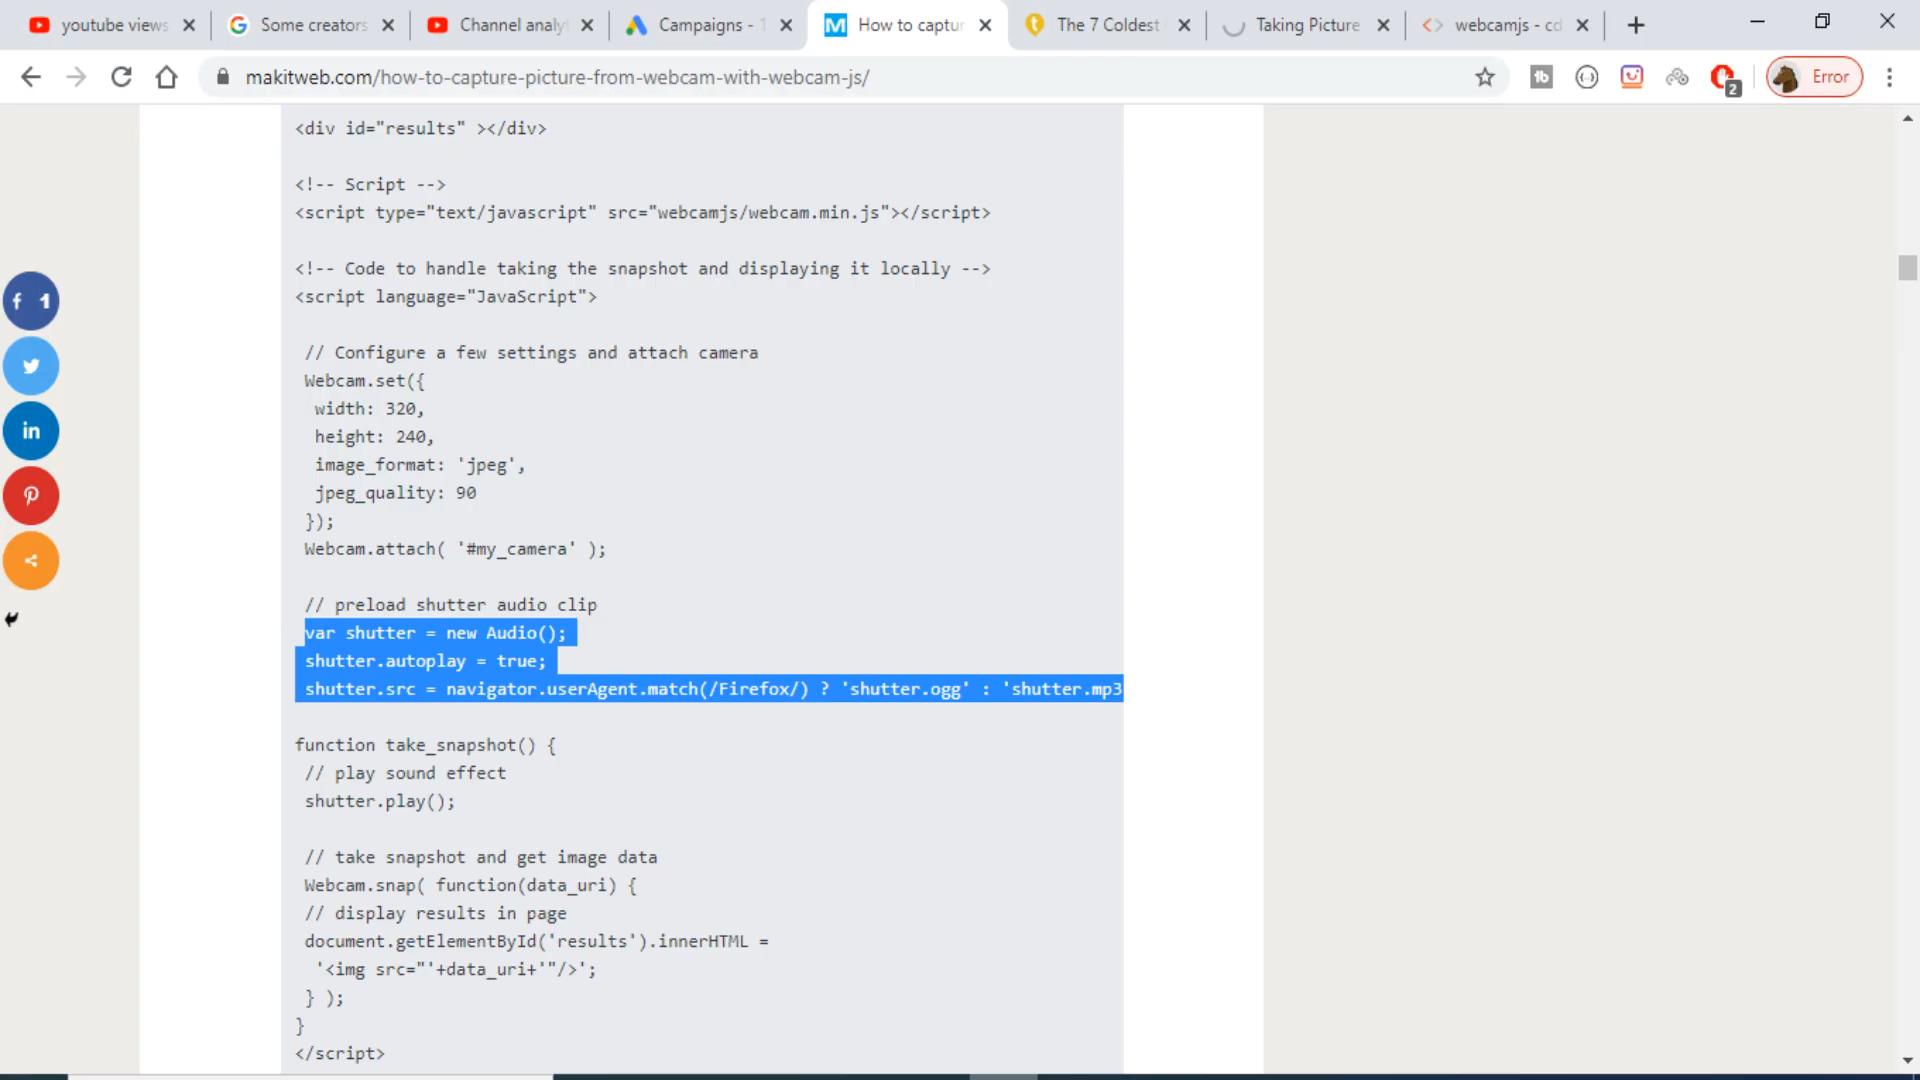 youtube views
Some creators
Channel analyt
Campaigns - 1
How to captur
The 7 Coldest
Taking Picture
webcamjs - cd
makitweb.com/how-to-capture-picture-from-webcam-with-webcam-js/
tb
2
Error
<div id="results" ></div>
<!-- Script -->
<script type="text/javascript" src="webcamjs/webcam.min.js"></script>
<!-- Code to handle taking the snapshot and displaying it locally -->
<script language="JavaScript">
// Configure a few settings and attach camera
Webcam.set({
width: 320,
height: 240,
image_format: 'jpeg',
jpeg_quality: 90
});
Webcam.attach( '#my_camera' );
// preload shutter audio clip
var shutter = new Audio();
shutter.autoplay = true;
shutter.src = navigator.userAgent.match(/Firefox/) ? 'shutter.ogg' : 'shutter.mp3
function take_snapshot() {
// play sound effect
shutter.play();
// take snapshot and get image data
Webcam.snap( function(data_uri) {
// display results in page
document.getElementById('results').innerHTML =
'<img src="'+data_uri+'"/>';
} );
}
</script>
f 1
in